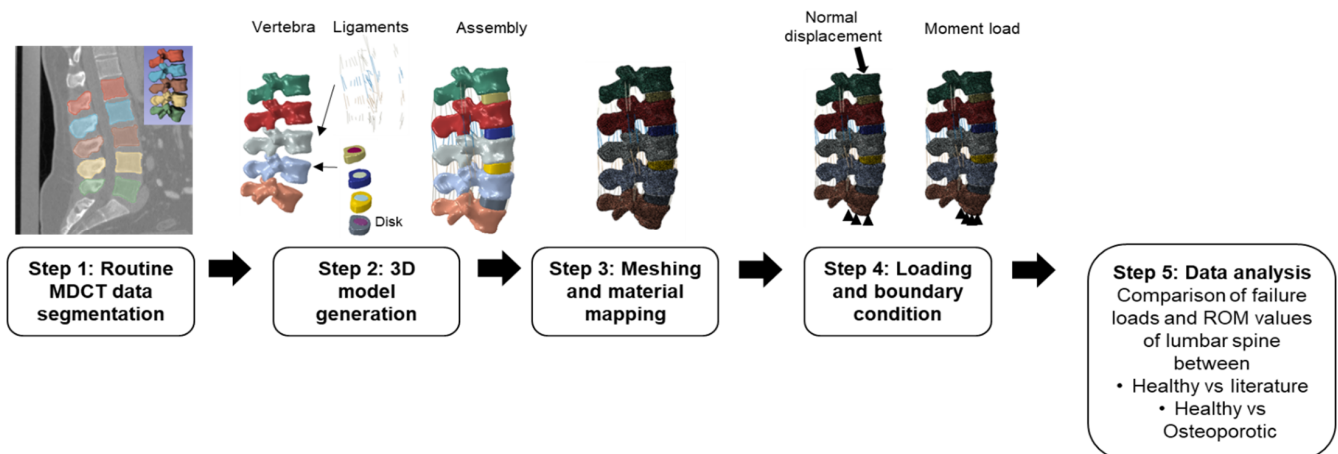 Vertebra
Ligaments
Assembly
Disk
Normal
displacement
Moment load
Step 1: Routine
MDCT data
segmentation
Step 2: 3D
model
generation
Step 3: Meshing
and material
mapping
Step 4: Loading
and boundary
condition
Step 5: Data analysis
Comparison of failure
loads and ROM values
of lumbar spine
between
• Healthy vs literature
• Healthy vs
Osteoporotic